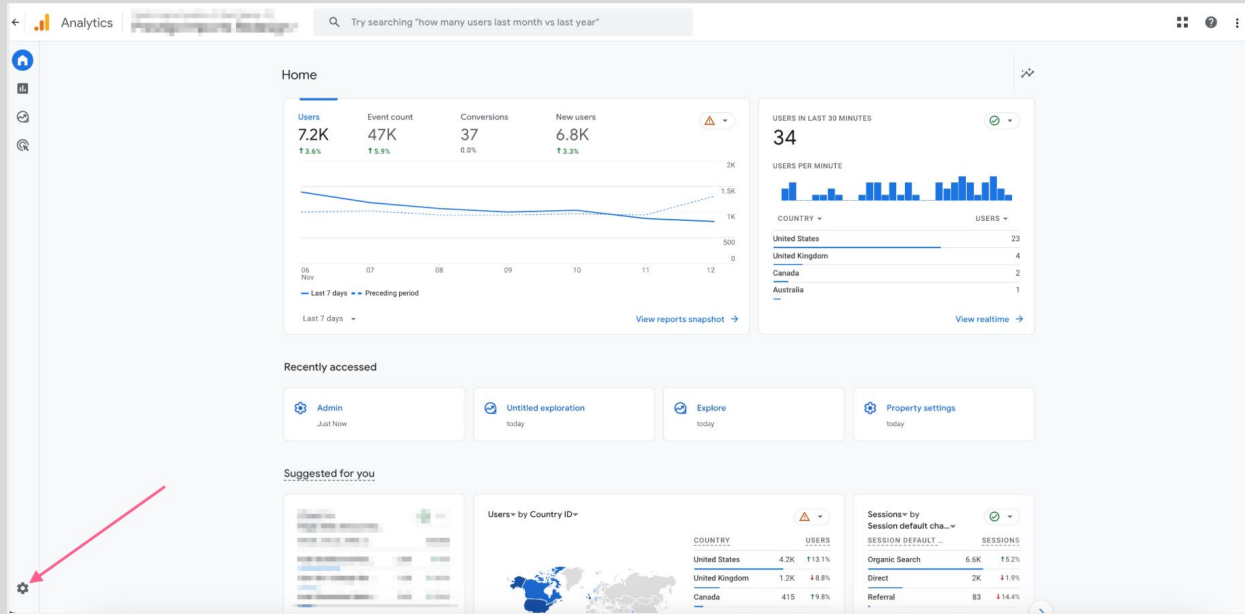 Analytics
Try searching "how many users last month vs last year"
Home
Users
7.2K
↑ 3.6%
Event count
47K
↑ 5.9%
Conversions
37
0.0%
New users
6.8K
↑ 3.3%
2K
1.5K
1K
500
0
06
Nov
07
08
09
10
11
12
Last 7 days
Preceding period
Last 7 days
View reports snapshot
USERS IN LAST 30 MINUTES
34
USERS PER MINUTE
COUNTRY
USERS
United States
23
United Kingdom
4
Canada
2
Australia
1
View realtime
Recently accessed
Admin
Just Now
Untitled exploration
today
Explore
today
Property settings
today
Suggested for you
Users by Country ID
COUNTRY
USERS
United States
4.2K
↑ 13.1%
United Kingdom
1.2K
↓ 8.8%
Canada
415
↑ 9.8%
Sessions by
Session default cha...
SESSION DEFAULT ...
SESSIONS
Organic Search
6.6K
↑ 5.2%
Direct
2K
↓ 1.9%
Referral
83
↓ 14.4%